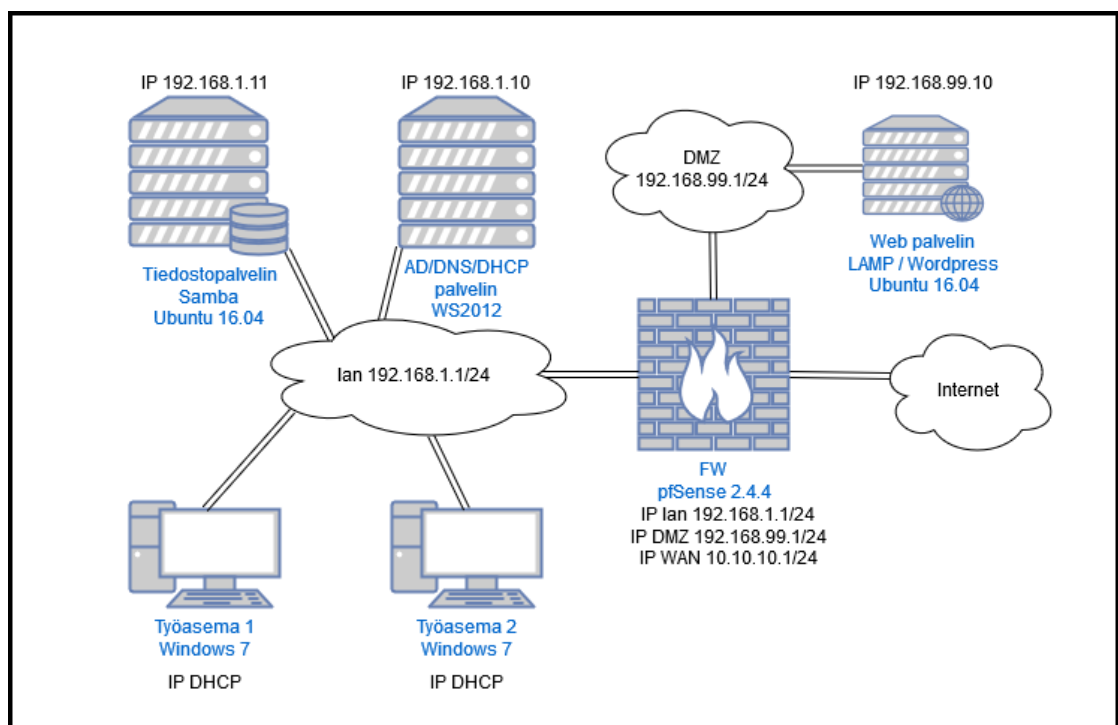 IP 192.168.1.11
IP 192.168.1.10
IP 192.168.99.10
DMZ
192.168.99.1/24
Tiedostopalvelin
Samba
Ubuntu 16.04
AD/DNS/DHCP
palvelin
WS2012
Web palvelin
LAMP / Wordpress
Ubuntu 16.04
lan 192.168.1.1/24
Internet
FW
pfSense 2.4.4
IP lan 192.168.1.1/24
IP DMZ 192.168.99.1/24
IP WAN 10.10.10.1/24
Työasema 1
Windows 7
IP DHCP
Työasema 2
Windows 7
IP DHCP